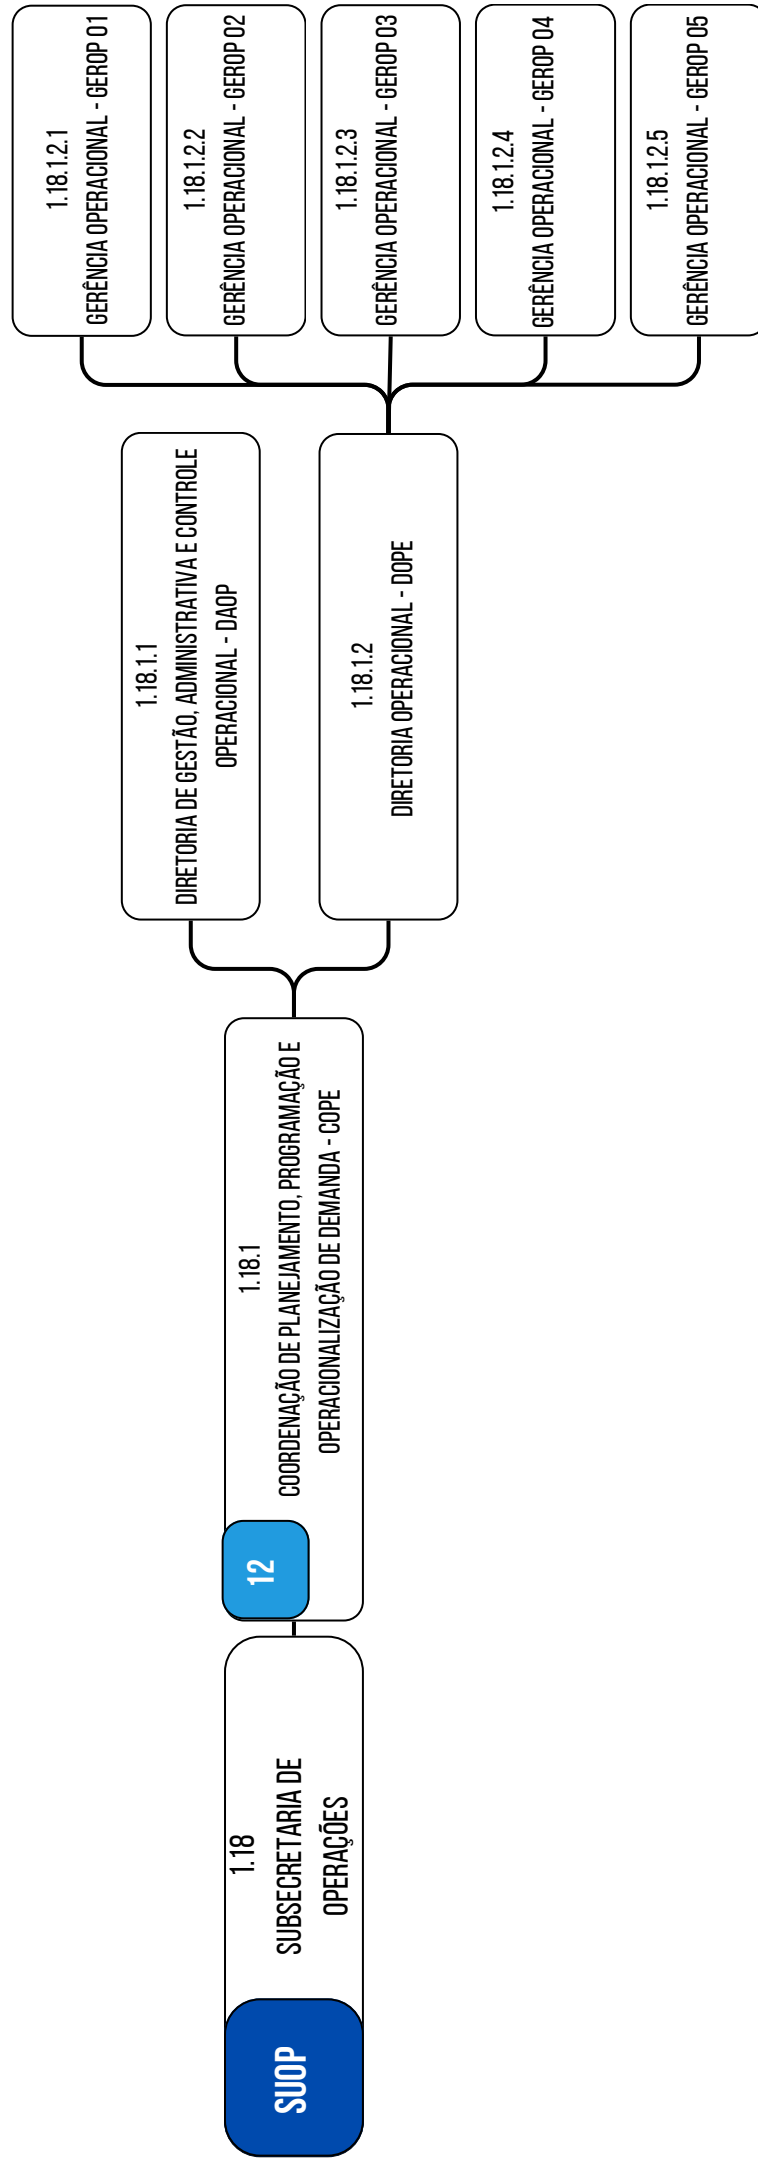 SUOP
1.18
SUBSECRETARIA DE
OPERAÇÕES
12
1.18.1
COORDENAÇÃO DE PLANEJAMENTO, PROGRAMAÇÃO E
OPERACIONALIZAÇÃO DE DEMANDA - COPE
1.18.1.1
DIRETORIA DE GESTÃO, ADMINISTRATIVA E CONTROLE
OPERACIONAL - DAOP
1.18.1.2
DIRETORIA OPERACIONAL - DOPE
1.18.1.2.1
GERÊNCIA OPERACIONAL - GEROP 01
1.18.1.2.2
GERÊNCIA OPERACIONAL - GEROP 02
1.18.1.2.3
GERÊNCIA OPERACIONAL - GEROP 03
1.18.1.2.4
GERÊNCIA OPERACIONAL - GEROP 04
1.18.1.2.5
GERÊNCIA OPERACIONAL - GEROP 05